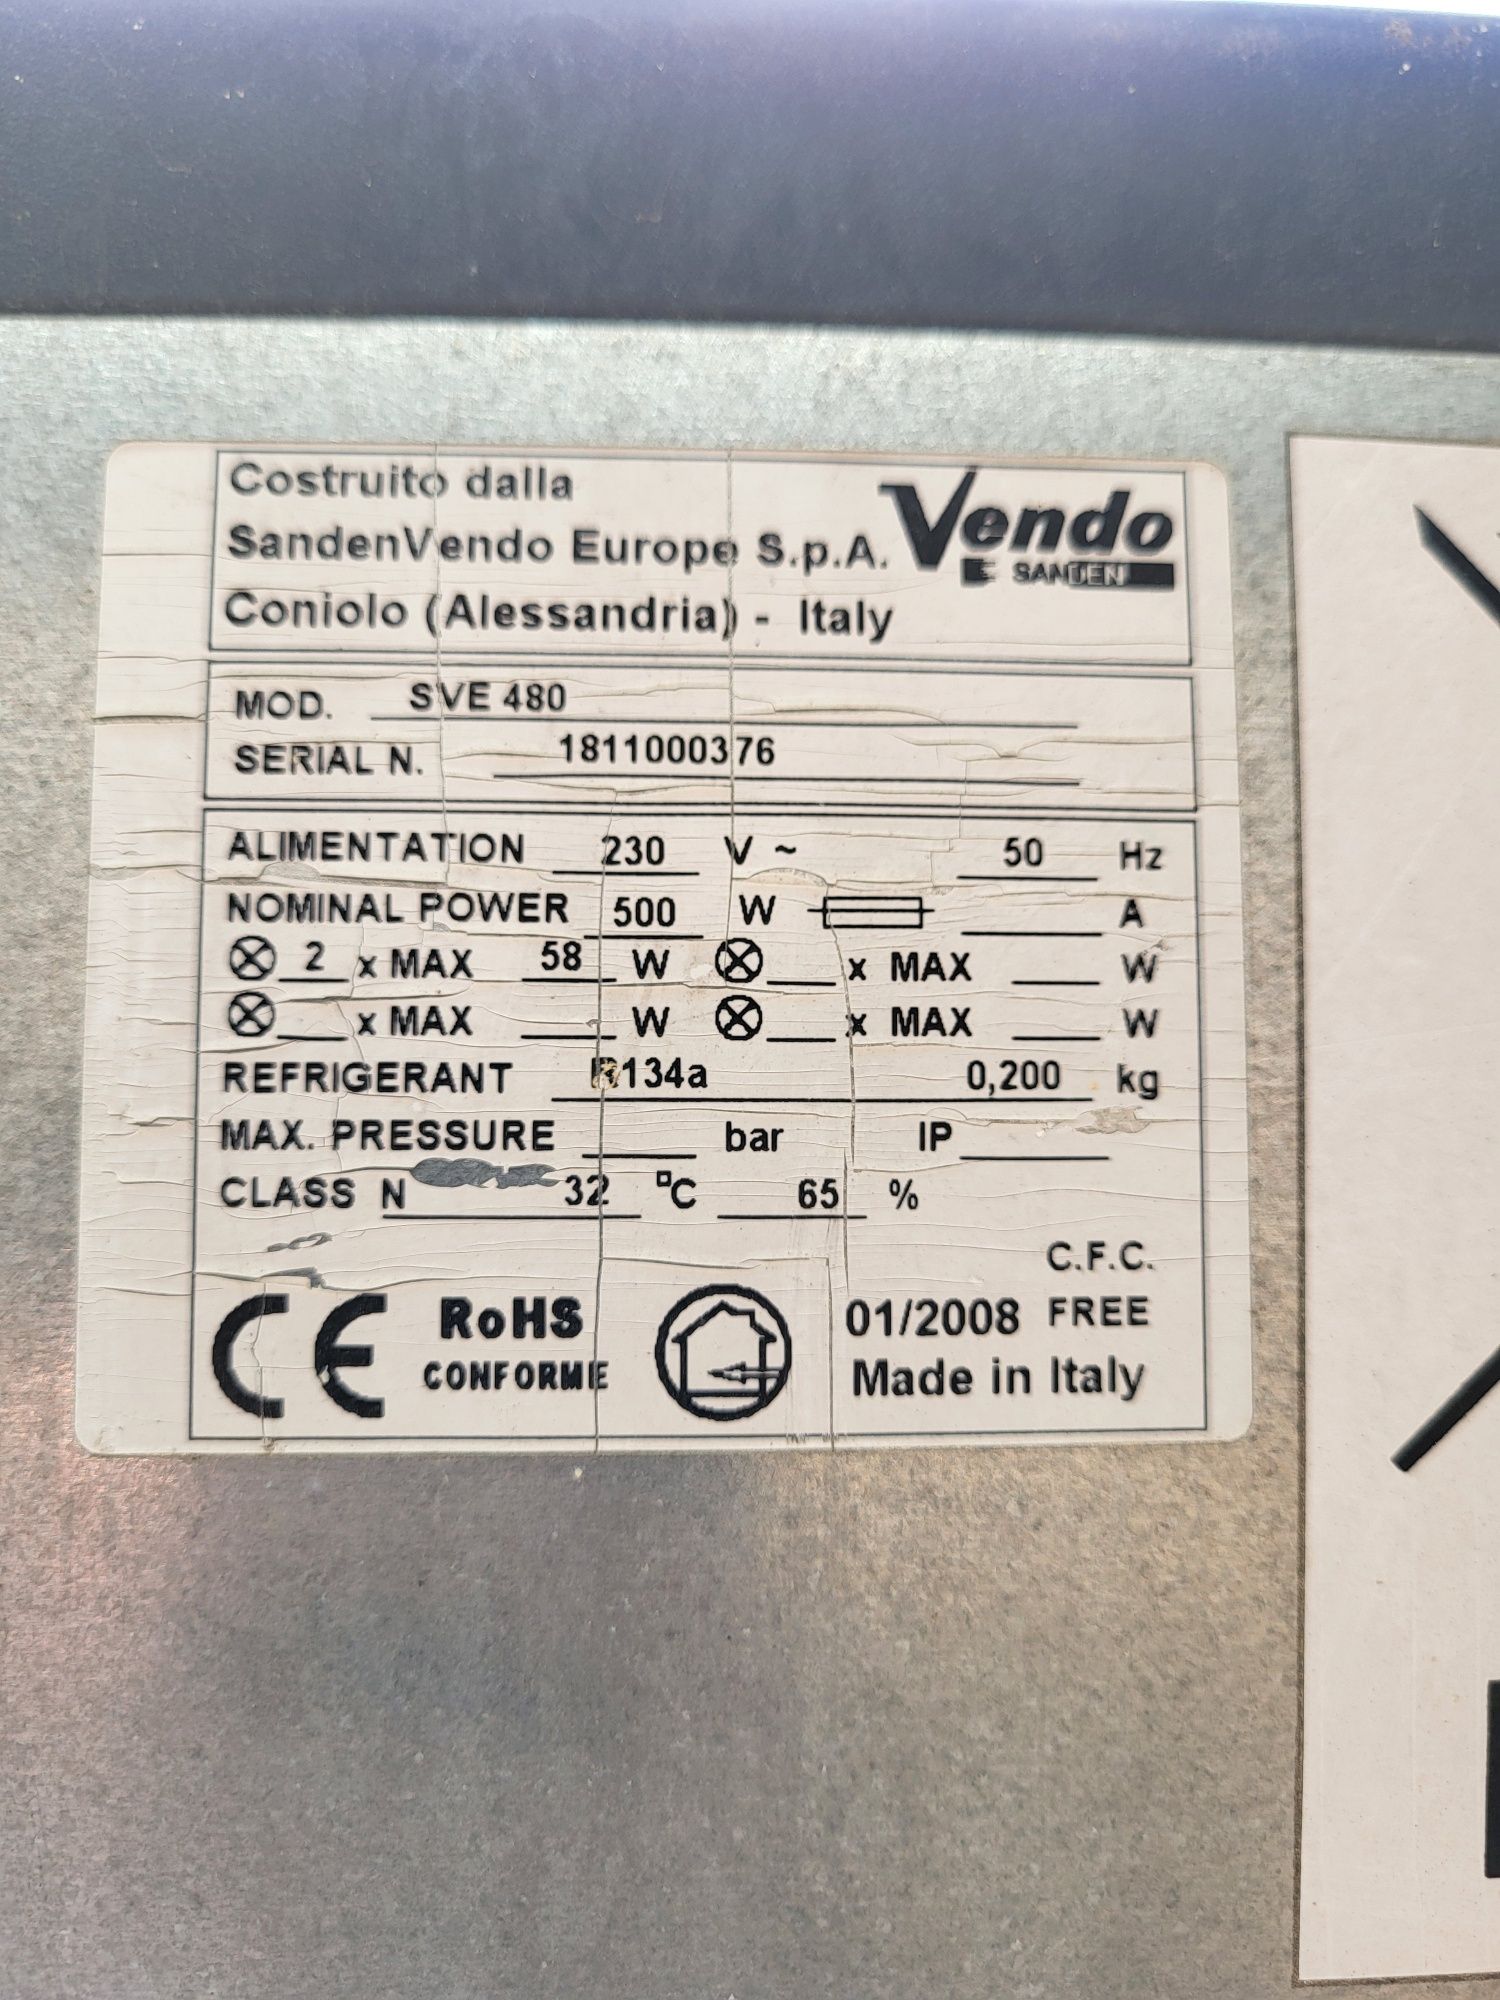 Costruito dalla
SandenVendo Europe S.p.A.
Coniolo (Alessandria) - Italy
Vendo
SANDEN
MOD. SVE 480
SERIAL N. 1811000376
ALIMENTATION 230 V ~ 50 Hz
NOMINAL POWER 500 W A
2 x MAX 58 W x MAX W
x MAX W x MAX W
REFRIGERANT R134a 0,200 kg
MAX. PRESSURE bar IP
CLASS N 32 °C 65 %
CE RoHS CONFORME
C.F.C.
01/2008 FREE
Made in Italy